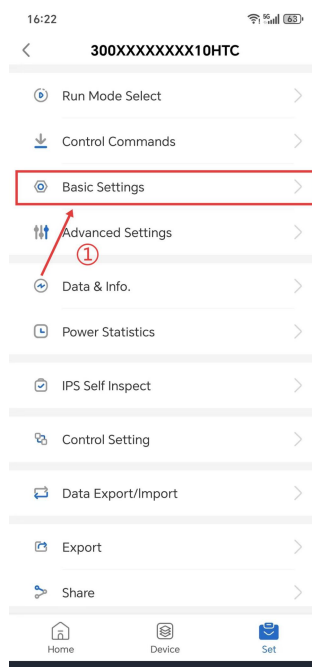 16:22
5G
63
300XXXXXXXX10HTC
Run Mode Select
Control Commands
Basic Settings
Advanced Settings
①
Data & Info.
Power Statistics
IPS Self Inspect
Control Setting
Data Export/Import
Export
Share
Home Device Set